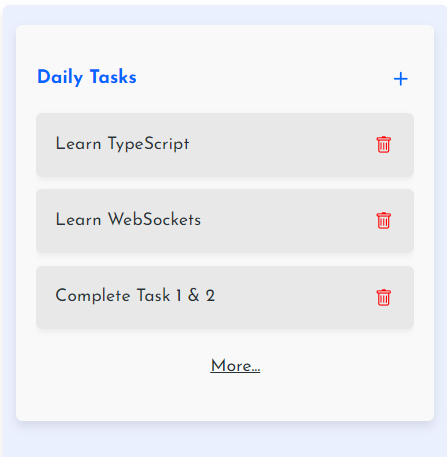 Daily Tasks
Learn TypeScript
Learn WebSockets
Complete Task 1 & 2
More...